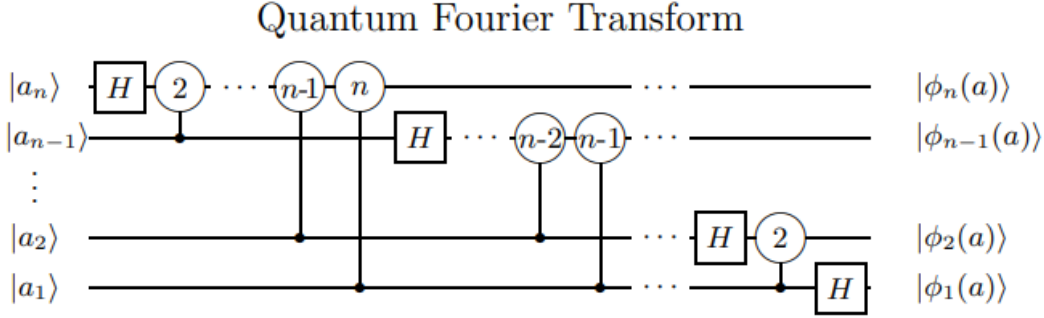 Quantum Fourier Transform
|a_n⟩ H 2 ⋯ n-1 n ⋯ |ϕ_n(a)⟩
|a_{n−1}⟩ H ⋯ n-2 n-1 ⋯ |ϕ_{n−1}(a)⟩
⋮
|a_2⟩ ⋯ H 2 |ϕ_2(a)⟩
|a_1⟩ ⋯ H |ϕ_1(a)⟩